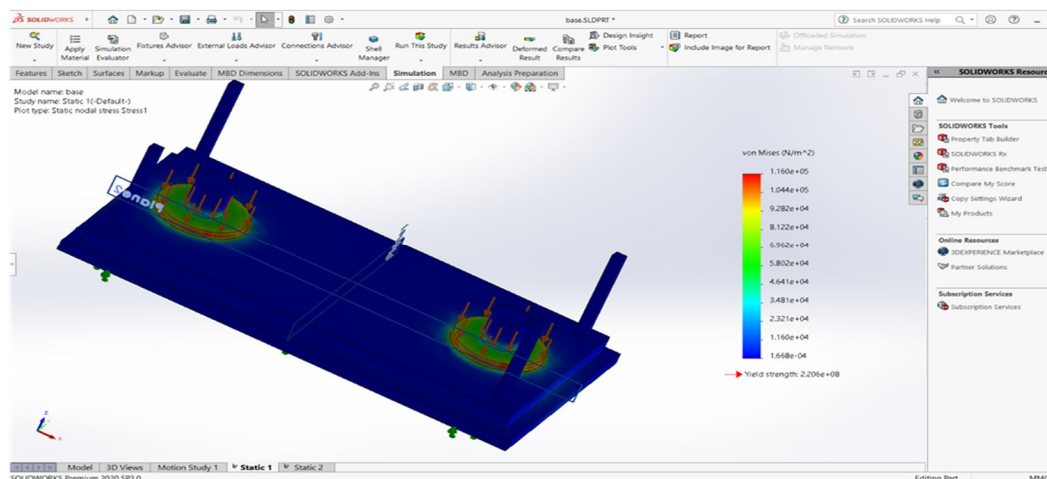 SOLIDWORKS
base.SLDPRT *
Search SOLIDWORKS Help
New Study
Apply Material
Simulation Evaluator
Fixtures Advisor
External Loads Advisor
Connections Advisor
Shell Manager
Run This Study
Results Advisor
Deformed Result
Compare Results
Design Insight
Plot Tools
Report
Include Image for Report
Offloaded Simulation
Manage Network
Features Sketch Surfaces Markup Evaluate MBD Dimensions SOLIDWORKS Add-Ins Simulation MBD Analysis Preparation
Model name: base
Study name: Static 1(-Default-)
Plot type: Static nodal stress Stress1
Plane2
von Mises (N/m^2)
1.160e+05
1.044e+05
9.282e+04
8.122e+04
6.962e+04
5.802e+04
4.641e+04
3.481e+04
2.321e+04
1.160e+04
1.668e-04
Yield strength: 2.206e+08
SOLIDWORKS Resourc
Welcome to SOLIDWORKS
SOLIDWORKS Tools
Property Tab Builder
SOLIDWORKS Rx
Performance Benchmark Test
Compare My Score
Copy Settings Wizard
My Products
Online Resources
3DEXPERIENCE Marketplace
Partner Solutions
Subscription Services
Subscription Services
Z
X
Model 3D Views Motion Study 1 Static 1 Static 2
SOLIDWORKS Premium 2020 SP3.0
Editing Part